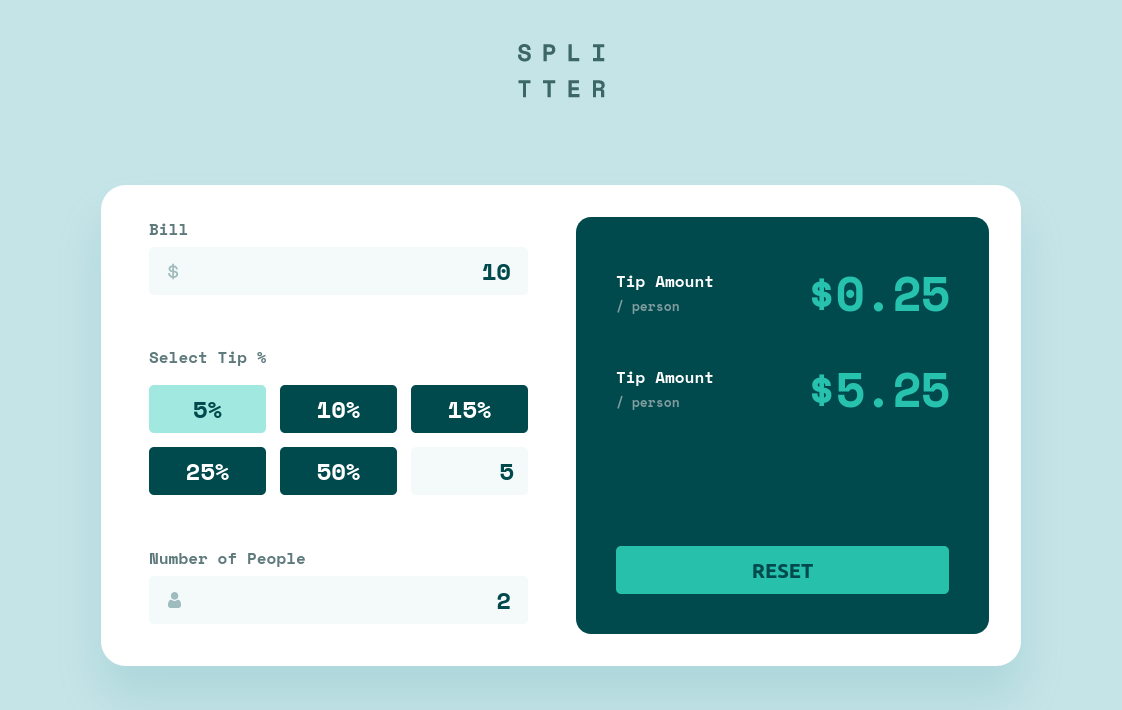 SPLI
TTER
Bill
$ 10
Select Tip %
5% 10% 15%
25% 50% 5
Number of People
2
Tip Amount
/ person
$0.25
Tip Amount
/ person
$5.25
RESET